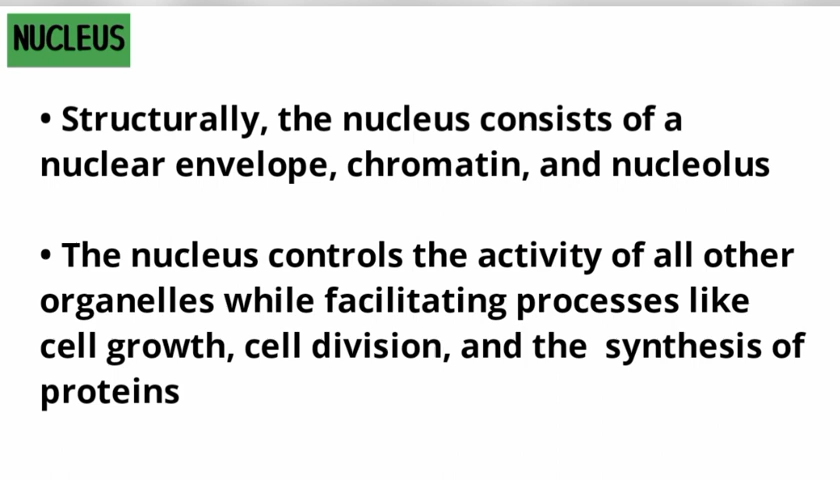 NUCLEUS
• Structurally, the nucleus consists of a
nuclear envelope, chromatin, and nucleolus
• The nucleus controls the activity of all other
organelles while facilitating processes like
cell growth, cell division, and the synthesis of
proteins